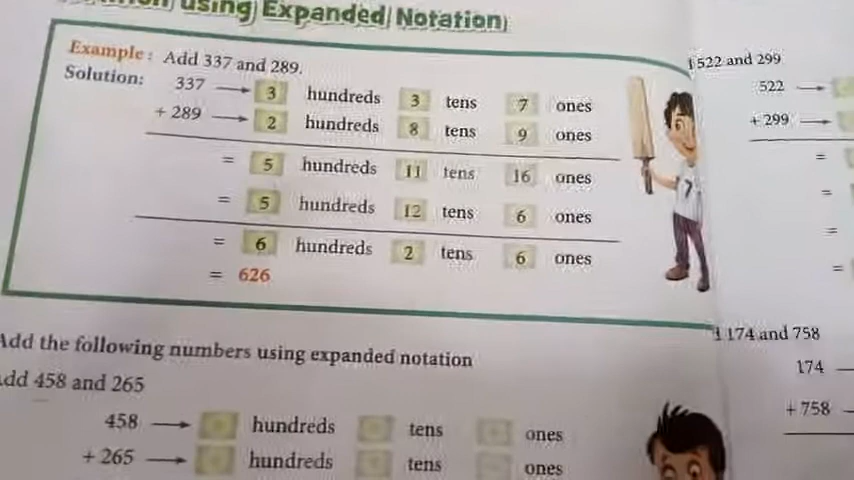 using Expanded Notation
Example : Add 337 and 289.
Solution: 337 3 hundreds 3 tens 7 ones
+ 289 2 hundreds 8 tens 9 ones
= 5 hundreds 11 tens 16 ones
= 5 hundreds 12 tens 6 ones
= 6 hundreds 2 tens 6 ones
= 626
7
Add the following numbers using expanded notation
Add 458 and 265
458 hundreds tens ones
+ 265 hundreds tens ones
522 and 299
522
+ 299
=
=
=
=
174 and 758
174
+ 758